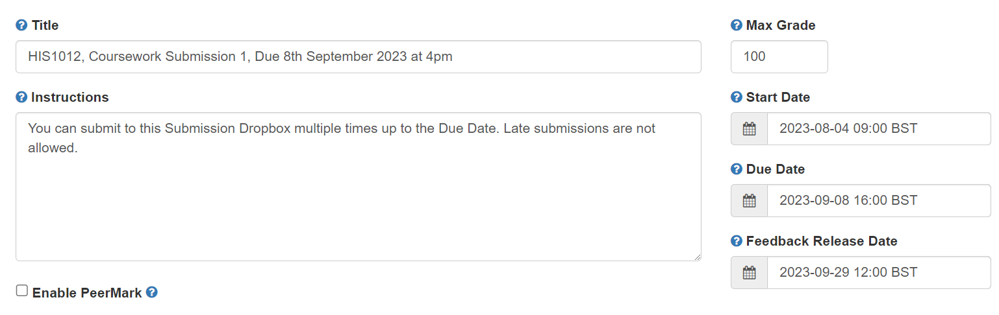 Title
HIS1012, Coursework Submission 1, Due 8th September 2023 at 4pm
Instructions
You can submit to this Submission Dropbox multiple times up to the Due Date. Late submissions are not
allowed.
Enable PeerMark
Max Grade
100
Start Date
2023-08-04 09:00 BST
Due Date
2023-09-08 16:00 BST
Feedback Release Date
2023-09-29 12:00 BST